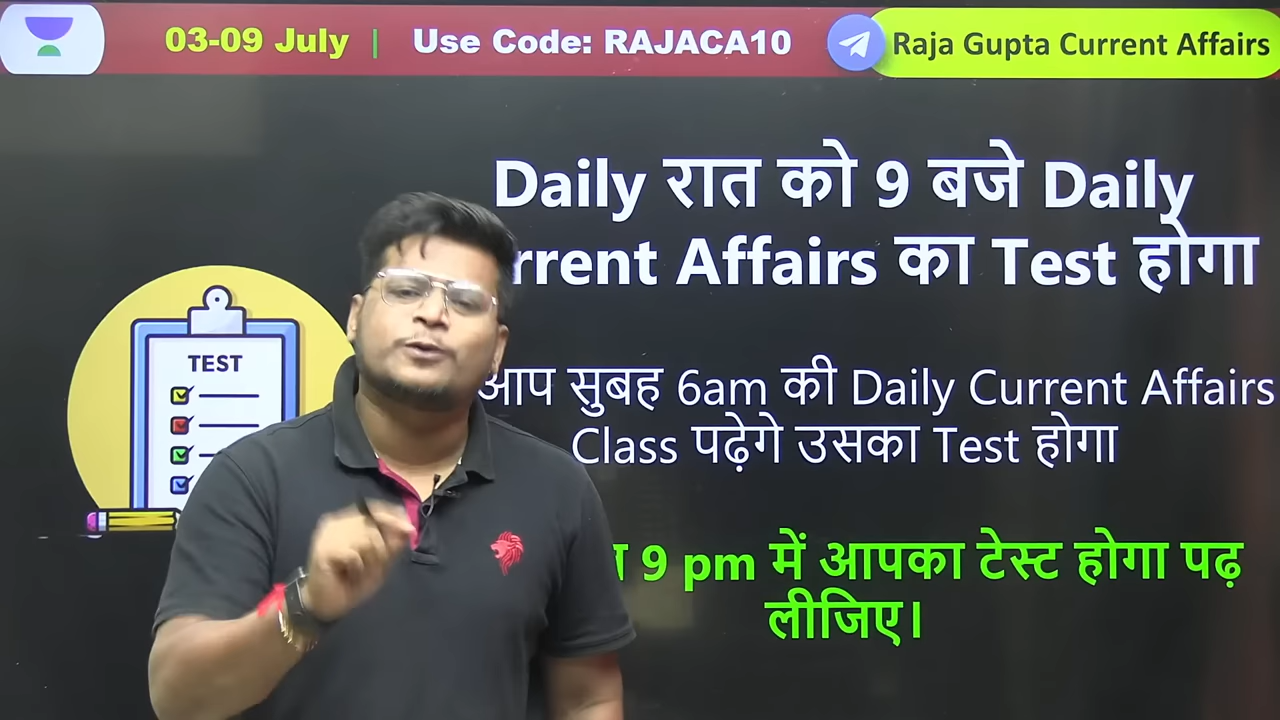 03-09 July | Use Code: RAJACA10
Raja Gupta Current Affairs
Daily रात को 9 बजे Daily
rrent Affairs का Test होगा
TEST
आप सुबह 6am की Daily Current Affairs
Class पढ़ेगे उसका Test होगा
9 pm में आपका टेस्ट होगा पढ़
लीजिए।